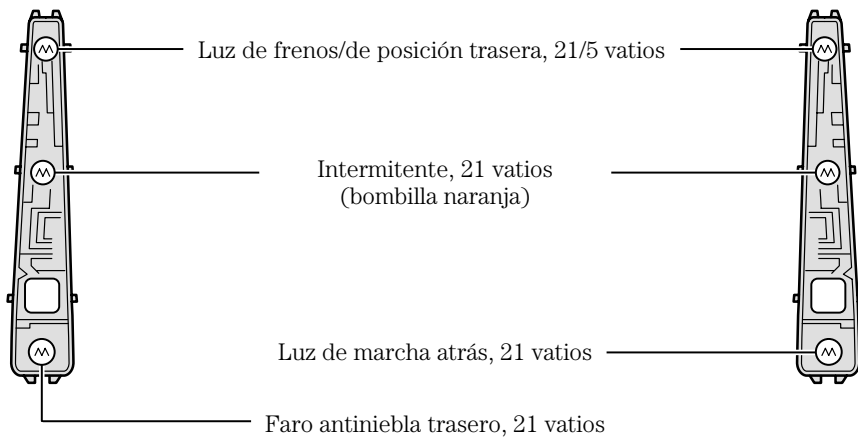 Luz de frenos/de posición trasera, 21/5 vatios
Intermitente, 21 vatios
(bombilla naranja)
Luz de marcha atrás, 21 vatios
Faro antiniebla trasero, 21 vatios